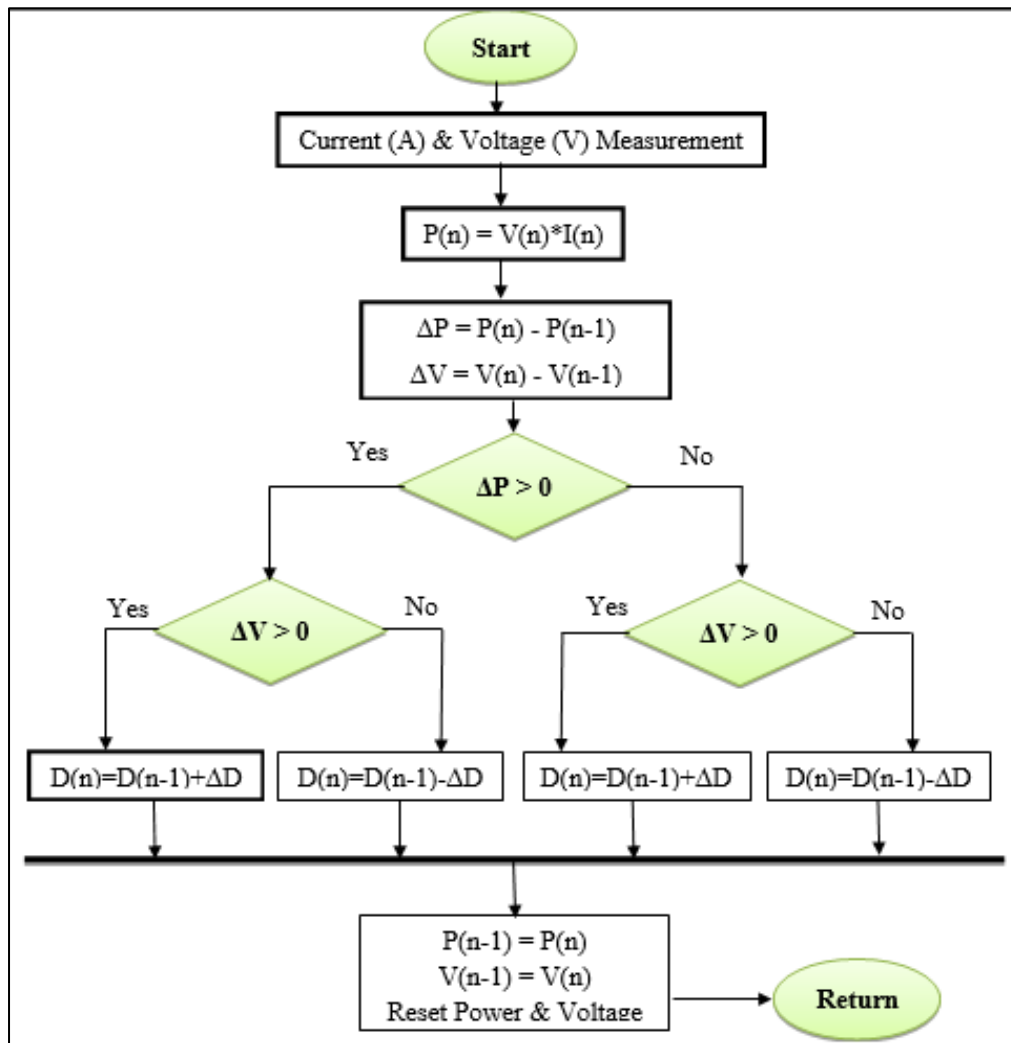 Start
Current (A) & Voltage (V) Measurement
P(n) = V(n)*I(n)
ΔP = P(n) - P(n-1)
ΔV = V(n) - V(n-1)
Yes
No
ΔP > 0
Yes
No
Yes
No
ΔV > 0
ΔV > 0
D(n)=D(n-1)+ΔD
D(n)=D(n-1)-ΔD
D(n)=D(n-1)+ΔD
D(n)=D(n-1)-ΔD
P(n-1) = P(n)
V(n-1) = V(n)
Reset Power & Voltage
Return